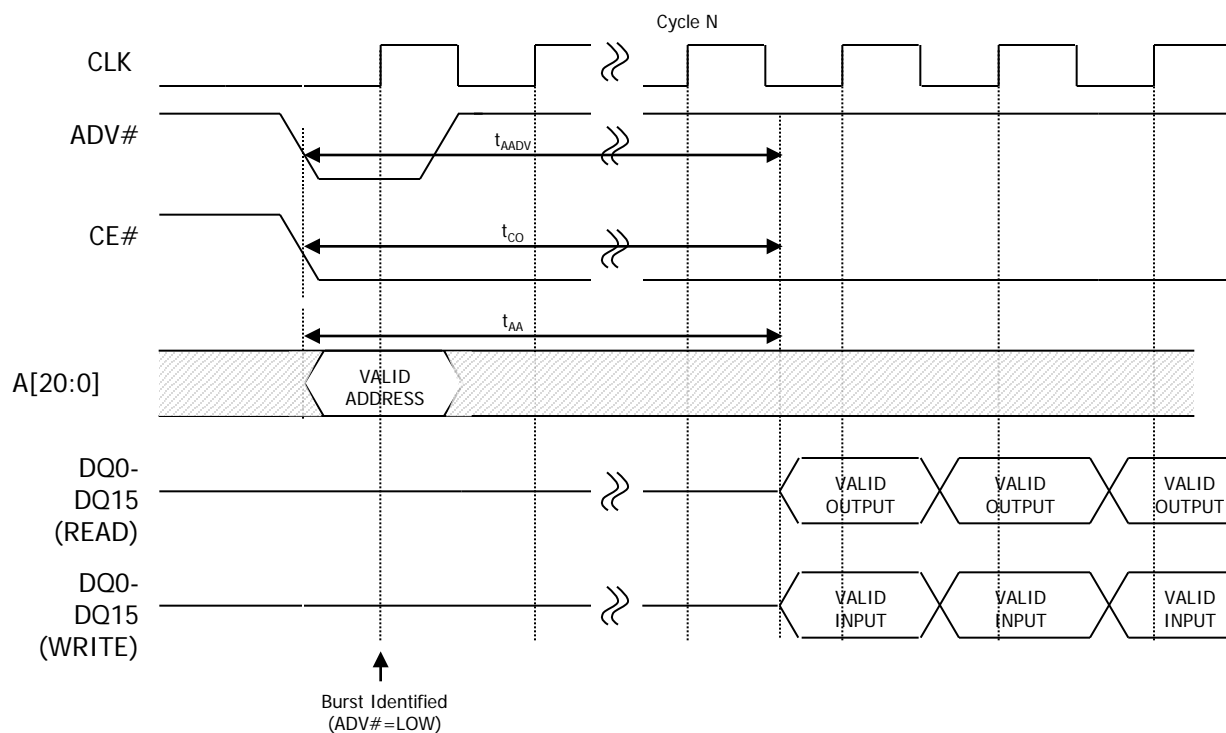 Cycle N
CLK
ADV#
tAADV
CE#
tCO
tAA
A[20:0]
VALID
ADDRESS
DQ0-
DQ15
(READ)
VALID
OUTPUT
VALID
OUTPUT
VALID
OUTPUT
DQ0-
DQ15
(WRITE)
VALID
INPUT
VALID
INPUT
VALID
INPUT
Burst Identified
(ADV#=LOW)